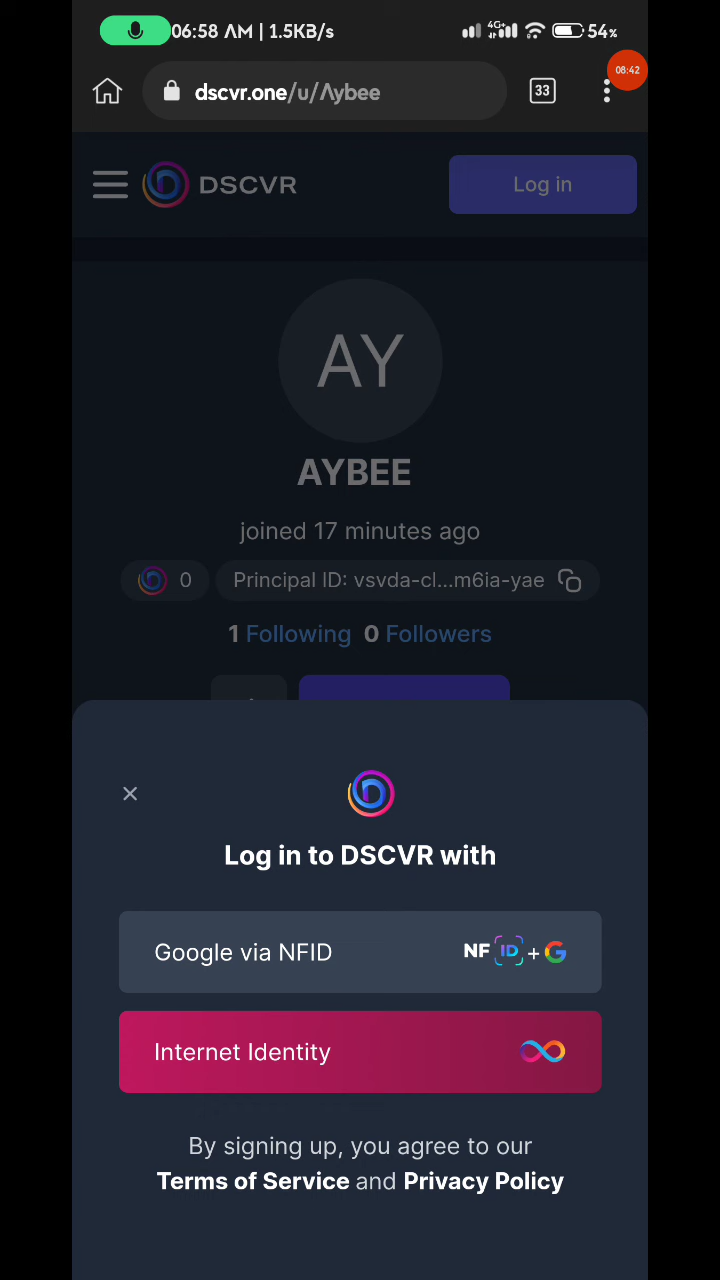 06:58 AM | 1.5KB/s 4G+ 54%
08:42
dscvr.one/u/Aybee 33
DSCVR Log in
AY
AYBEE
joined 17 minutes ago
0 Principal ID: vsvda-cl...m6ia-yae
1 Following 0 Followers
Log in to DSCVR with
Google via NFID NFID+G
Internet Identity
By signing up, you agree to our
Terms of Service and Privacy Policy